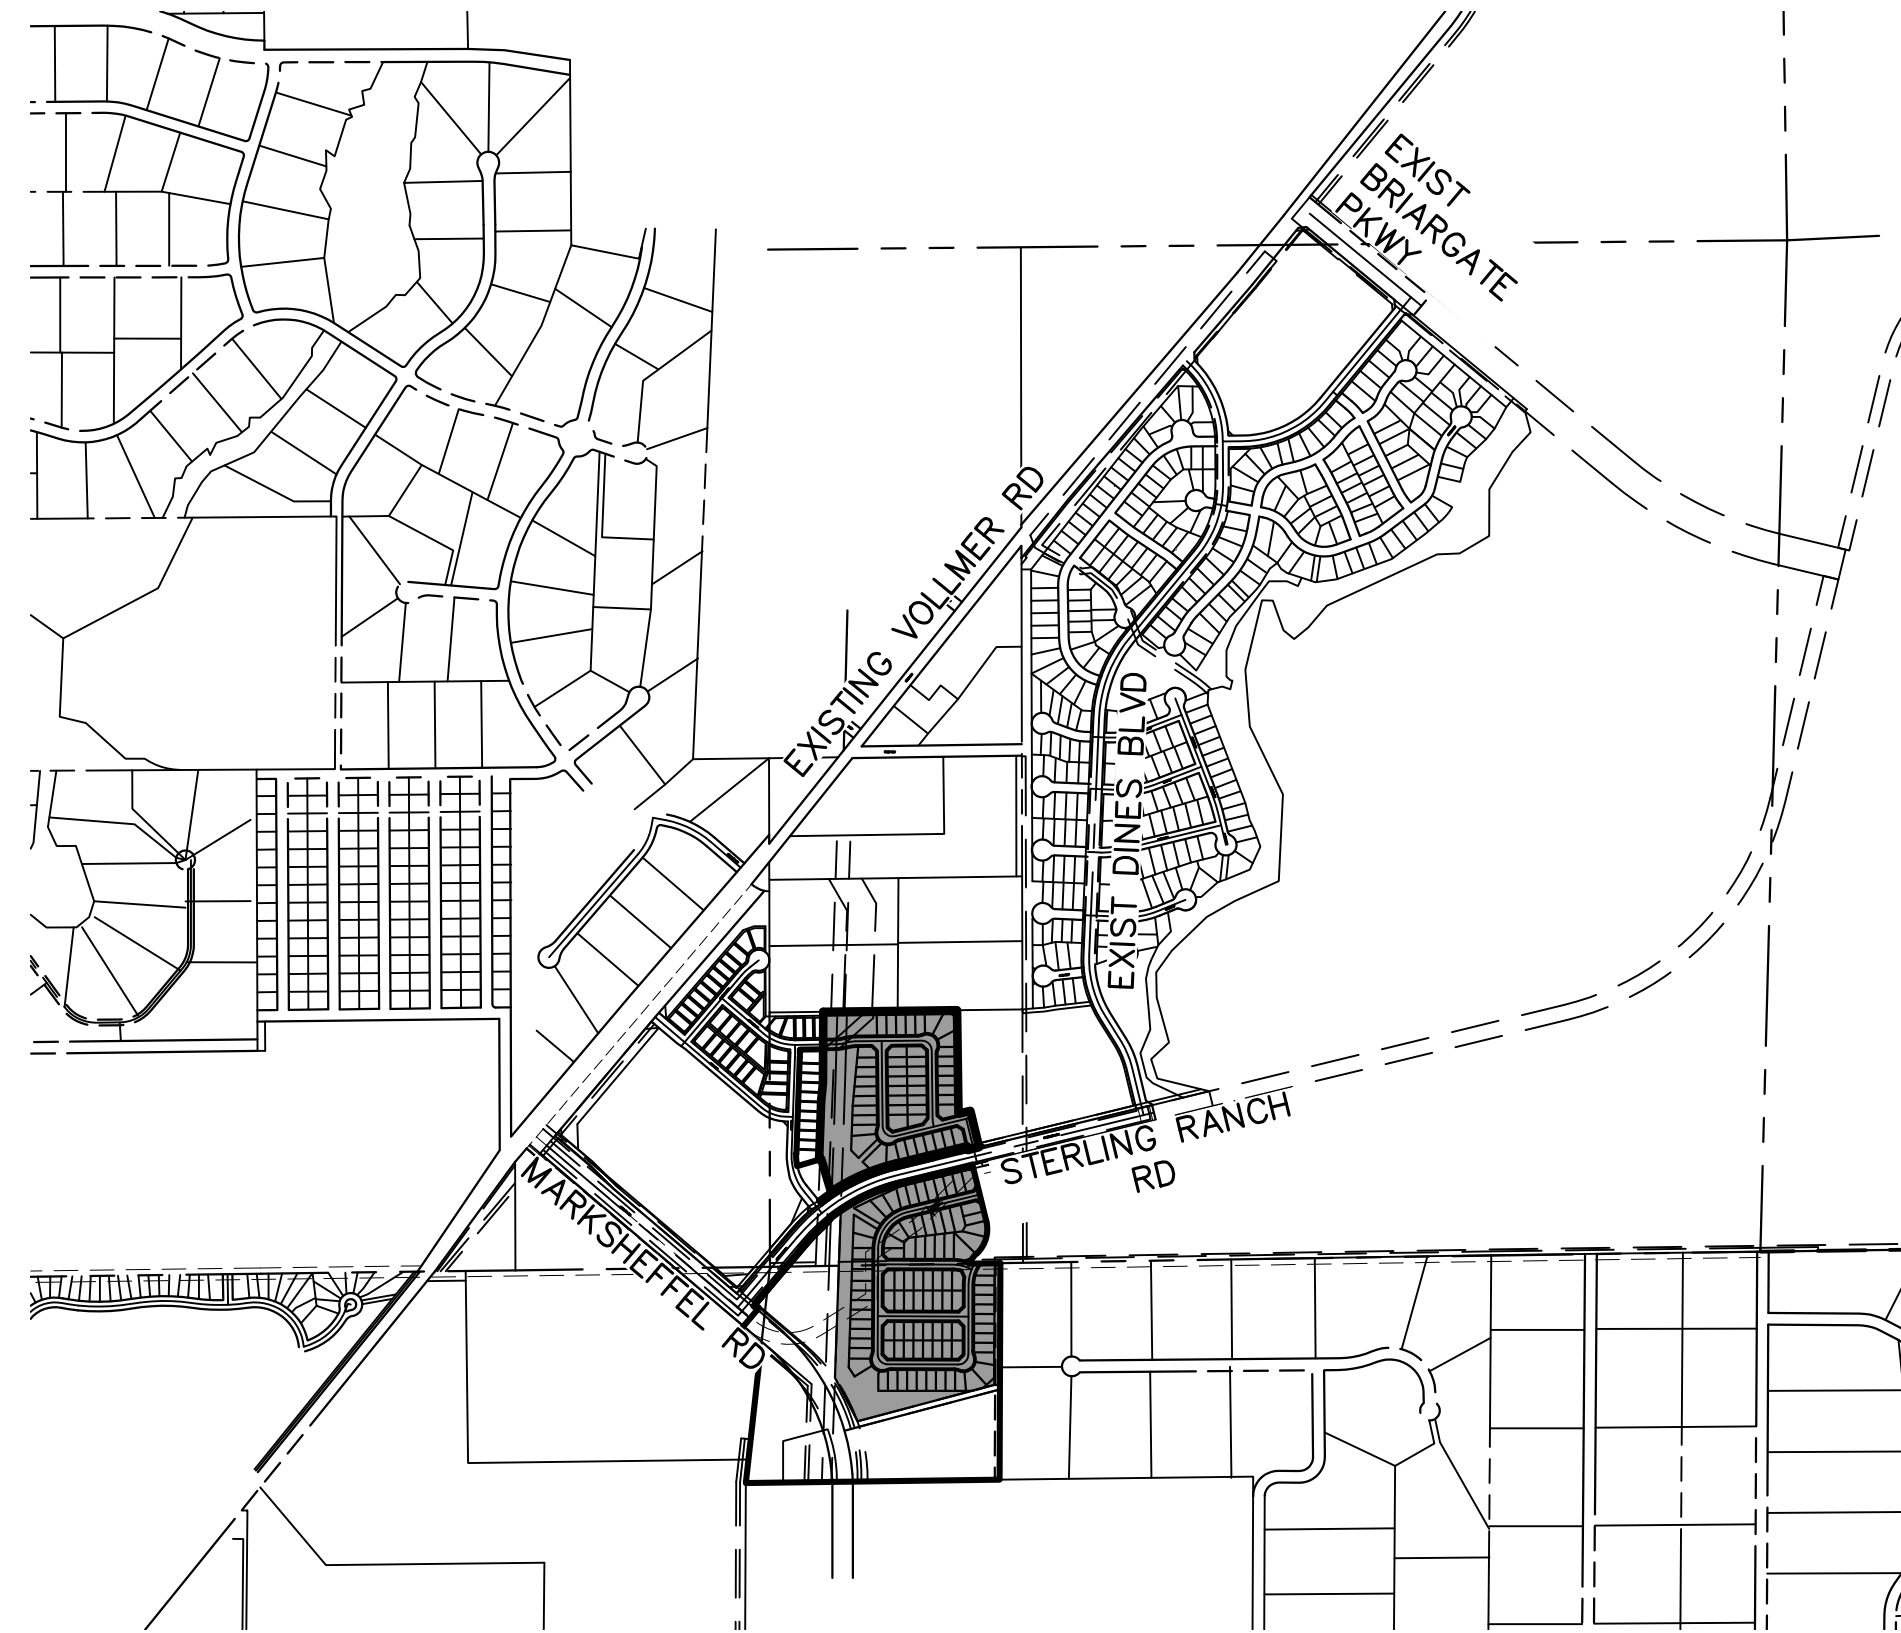 EXIST
BRIARGATE
PKWY
EXISTING VOLLMER RD
EXIST DINES BLVD
STERLING RANCH
RD
MARKSHEFFEL RD